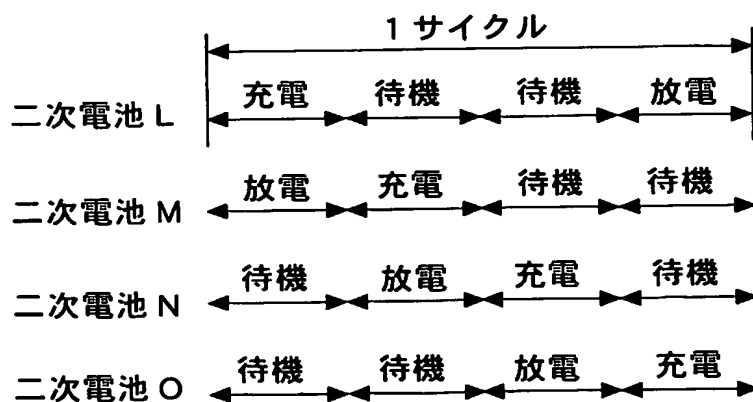 1サイクル
二次電池L 充電 待機 待機 放電
二次電池M 放電 充電 待機 待機
二次電池N 待機 放電 充電 待機
二次電池O 待機 待機 放電 充電